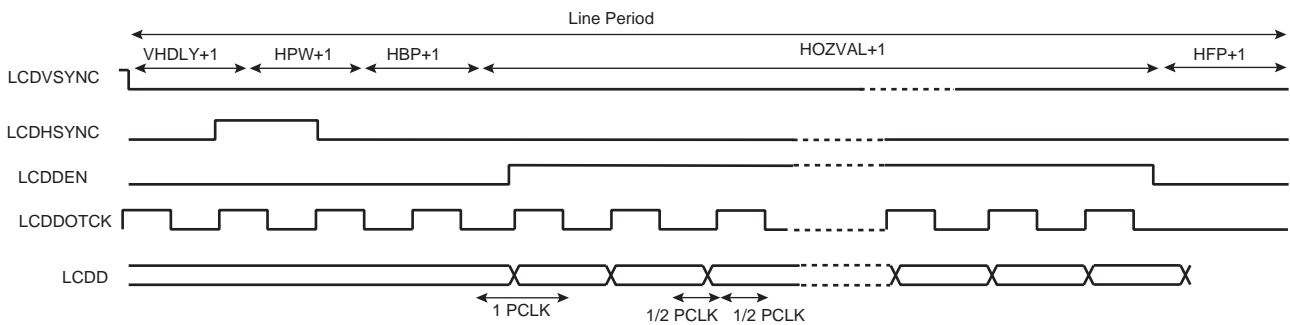 Line Period
VHDLY+1 HPW+1 HBP+1 HOZVAL+1 HFP+1
LCDVSYNC
LCDHSYNC
LCDDEN
LCDDOTCK
LCDD
1 PCLK 1/2 PCLK 1/2 PCLK